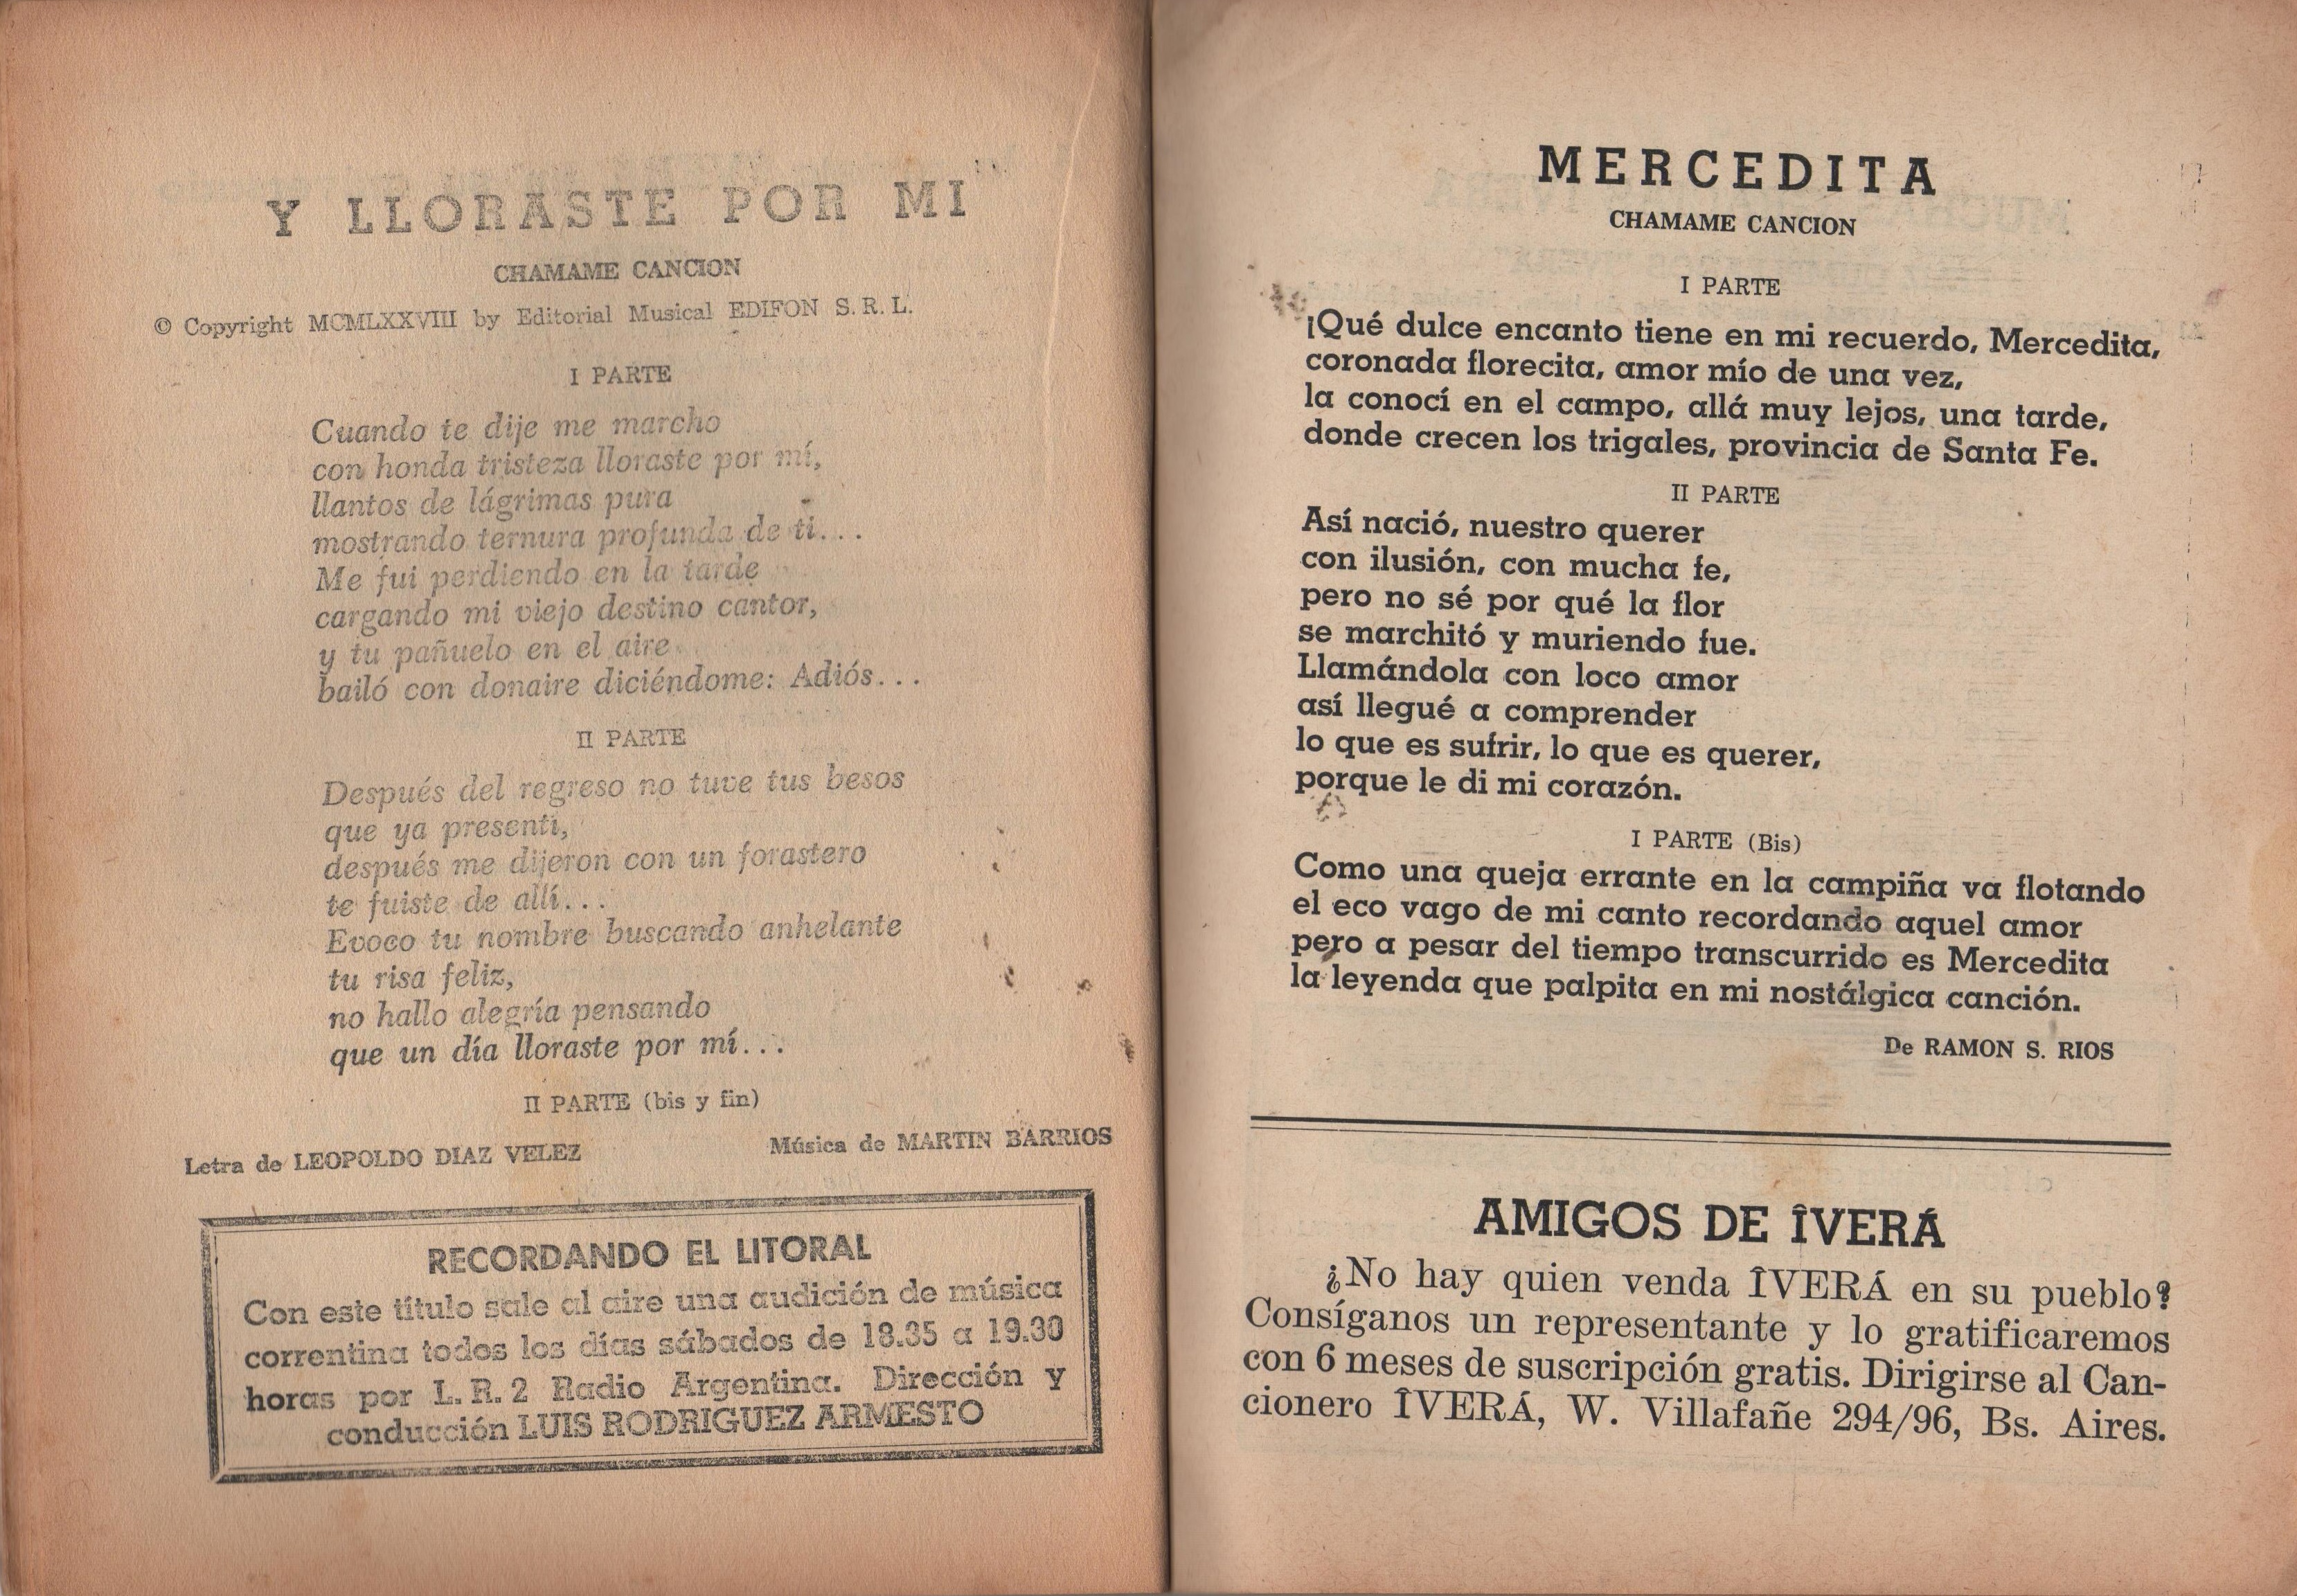 Y LLORASTE POR MI
CHAMAME CANCION
© Copyright MCMLXXVIII by Editorial Musical EDIFON S. R. L.
I PARTE
Cuando te dije me marcho
con honda tristeza lloraste por mí,
llantos de lágrimas pura
mostrando ternura profunda de ti...
Me fui perdiendo en la tarde
cargando mi viejo destino cantor,
y tu pañuelo en el aire
bailó con donaire diciéndome: Adiós...
II PARTE
Después del regreso no tuve tus besos
que ya presentí,
después me dijeron con un forastero
te fuiste de allí...
Evoco tu nombre buscando anhelante
tu risa feliz,
no hallo alegría pensando
que un día lloraste por mí...
II PARTE (bis y fin)
Letra de LEOPOLDO DIAZ VELEZ Música de MARTIN BARRIOS
RECORDANDO EL LITORAL
Con este título sale al aire una audición de música
correntina todos los días sábados de 18.35 a 19.30
horas por L. R. 2 Radio Argentina. Dirección y
conducción LUIS RODRIGUEZ ARMESTO
MERCEDITA
CHAMAME CANCION
I PARTE
¡Qué dulce encanto tiene en mi recuerdo, Mercedita,
coronada florecita, amor mío de una vez,
la conocí en el campo, allá muy lejos, una tarde,
donde crecen los trigales, provincia de Santa Fe.
II PARTE
Así nació, nuestro querer
con ilusión, con mucha fe,
pero no sé por qué la flor
se marchitó y muriendo fue.
Llamándola con loco amor
así llegué a comprender
lo que es sufrir, lo que es querer,
porque le di mi corazón.
I PARTE (Bis)
Como una queja errante en la campiña va flotando
el eco vago de mi canto recordando aquel amor
pero a pesar del tiempo transcurrido es Mercedita
la leyenda que palpita en mi nostálgica canción.
De RAMON S. RIOS
AMIGOS DE ÎVERÁ
¿No hay quien venda ÎVERÁ en su pueblo?
Consíganos un representante y lo gratificaremos
con 6 meses de suscripción gratis. Dirigirse al Can-
cionero ÎVERÁ, W. Villafañe 294/96, Bs. Aires.